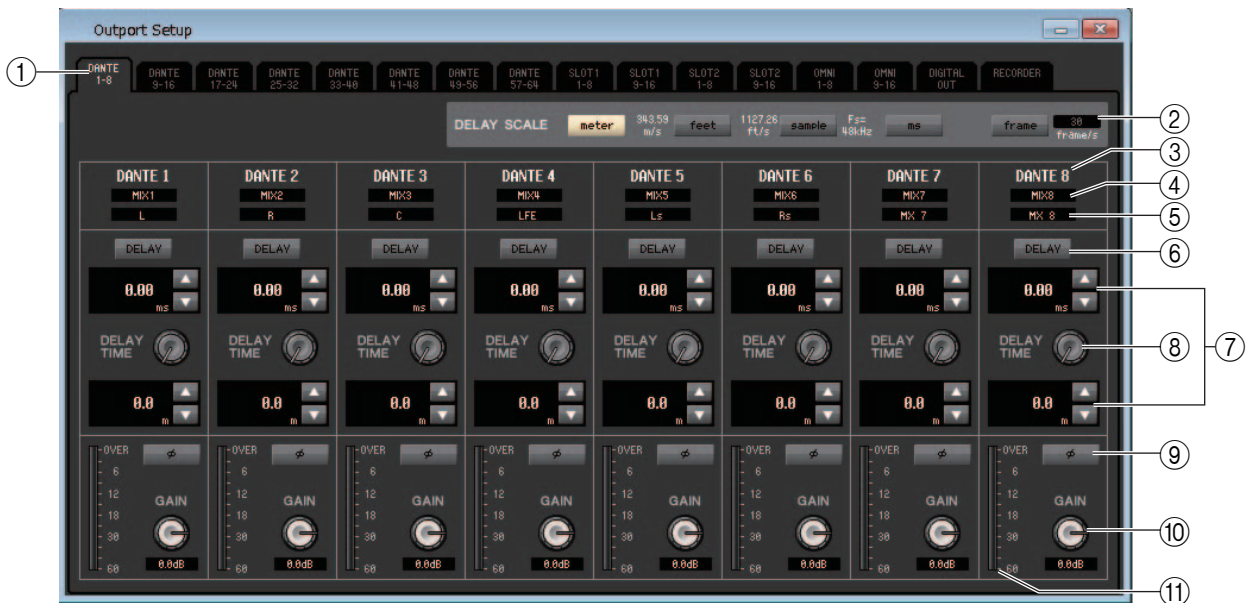 Outport Setup
① DANTE 1-8 DANTE 9-16 DANTE 17-24 DANTE 25-32 DANTE 33-40 DANTE 41-48 DANTE 49-56 DANTE 57-64 SLOT1 1-8 SLOT1 9-16 SLOT2 1-8 SLOT2 9-16 OMNI 1-8 OMNI 9-16 DIGITAL OUT RECORDER
DELAY SCALE meter 343.59 m/s feet 1127.26 ft/s sample Fs= 48kHz ms frame 30 frame/s ②
DANTE 1 DANTE 2 DANTE 3 DANTE 4 DANTE 5 DANTE 6 DANTE 7 DANTE 8 ③
MIX1 MIX2 MIX3 MIX4 MIX5 MIX6 MIX7 MIX8 ④
L R C LFE Ls Rs MX 7 MX 8 ⑤
DELAY DELAY DELAY DELAY DELAY DELAY DELAY DELAY ⑥
0.00 0.00 0.00 0.00 0.00 0.00 0.00 0.00
ms ms ms ms ms ms ms ms
DELAY TIME DELAY TIME DELAY TIME DELAY TIME DELAY TIME DELAY TIME DELAY TIME DELAY TIME ⑧ ⑦
0.0 0.0 0.0 0.0 0.0 0.0 0.0 0.0
m m m m m m m m
OVER ø OVER ø OVER ø OVER ø OVER ø OVER ø OVER ø OVER ø ⑨
6 6 6 6 6 6 6 6
12 GAIN 12 GAIN 12 GAIN 12 GAIN 12 GAIN 12 GAIN 12 GAIN 12 GAIN
18 18 18 18 18 18 18 18
30 30 30 30 30 30 30 30 ⑩
60 0.0dB 60 0.0dB 60 0.0dB 60 0.0dB 60 0.0dB 60 0.0dB 60 0.0dB 60 0.0dB
⑪